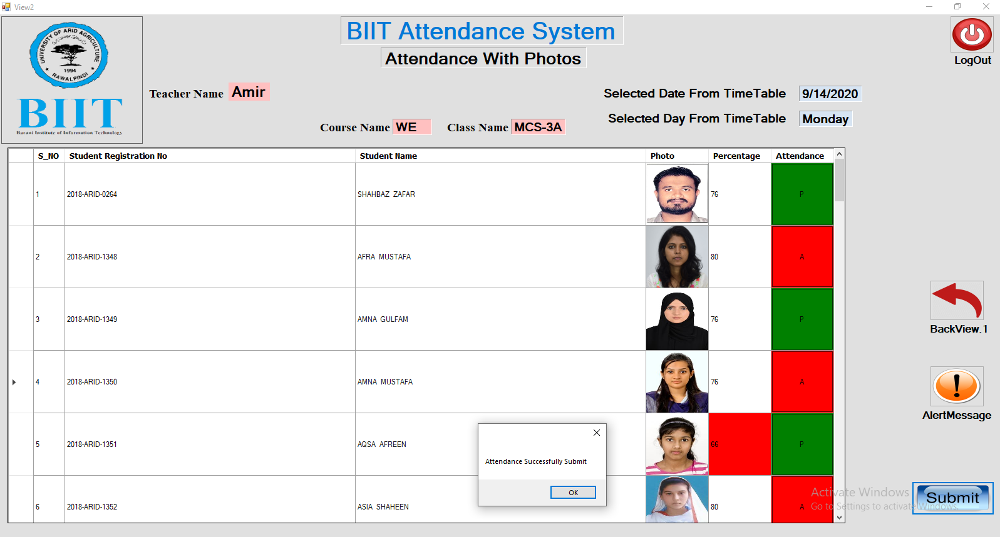 View2
UNIVERSITY OF ARID AGRICULTURE
1994
RAWALPINDI
BIIT
Barani Institute of Information Technology
BIIT Attendance System
Attendance With Photos
LogOut
Teacher Name Amir
Selected Date From TimeTable 9/14/2020
Selected Day From TimeTable Monday
Course Name WE Class Name MCS-3A
S_NO Student Registration No Student Name Photo Percentage Attendance
1 2018-ARID-0264 SHAHBAZ ZAFAR 76 P
2 2018-ARID-1348 AFRA MUSTAFA 80 A
3 2018-ARID-1349 AMNA GULFAM 76 P
4 2018-ARID-1350 AMNA MUSTAFA 76 A
5 2018-ARID-1351 AQSA AFREEN 66 P
6 2018-ARID-1352 ASIA SHAHEEN 80 A
BackView.1
AlertMessage
Attendance Successfully Submit
OK
Submit
Activate Windows
Go to Settings to activate Windows.